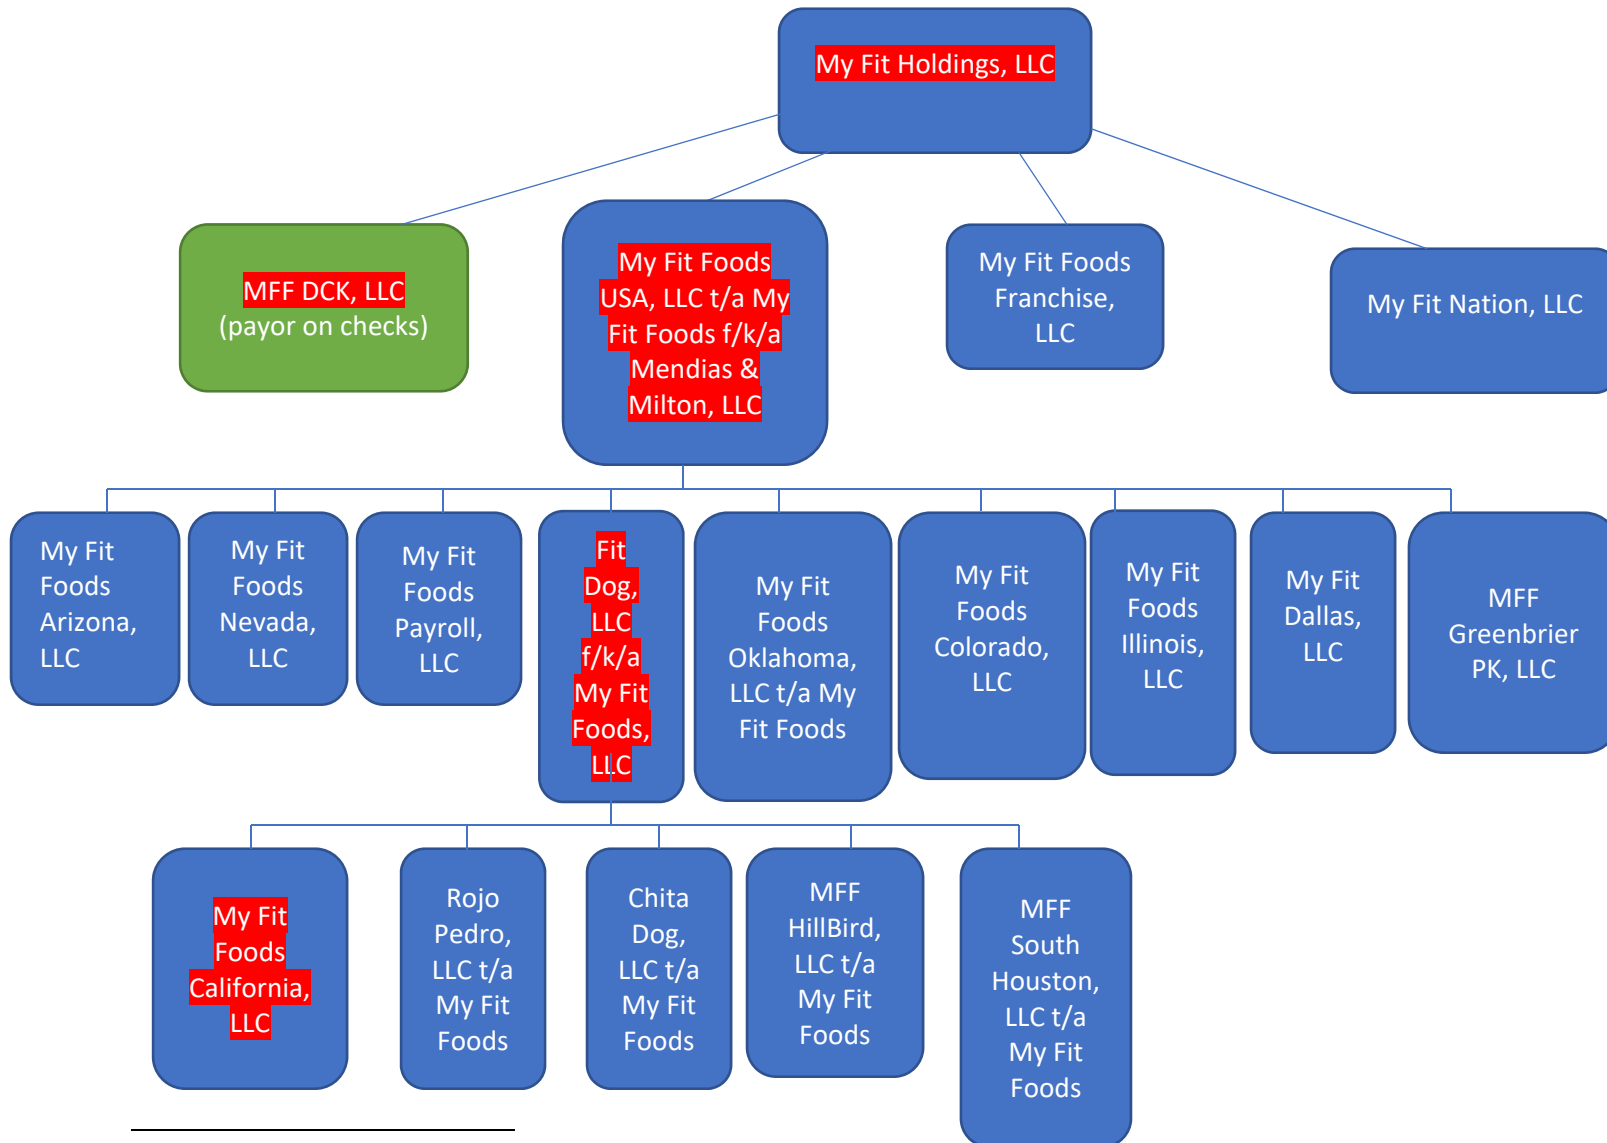 My Fit Holdings, LLC
MFF DCK, LLC
(payor on checks)
My Fit Foods
USA, LLC t/a My
Fit Foods f/k/a
Mendias &
Milton, LLC
My Fit Foods
Franchise,
LLC
My Fit Nation, LLC
My Fit
Foods
Arizona,
LLC
My Fit
Foods
Nevada,
LLC
My Fit
Foods
Payroll,
LLC
Fit
Dog,
LLC
f/k/a
My Fit
Foods,
LLC
My Fit
Foods
Oklahoma,
LLC t/a My
Fit Foods
My Fit
Foods
Colorado,
LLC
My Fit
Foods
Illinois,
LLC
My Fit
Dallas,
LLC
MFF
Greenbrier
PK, LLC
My Fit
Foods
California,
LLC
Rojo
Pedro,
LLC t/a
My Fit
Foods
Chita
Dog,
LLC t/a
My Fit
Foods
MFF
HillBird,
LLC t/a
My Fit
Foods
MFF
South
Houston,
LLC t/a
My Fit
Foods